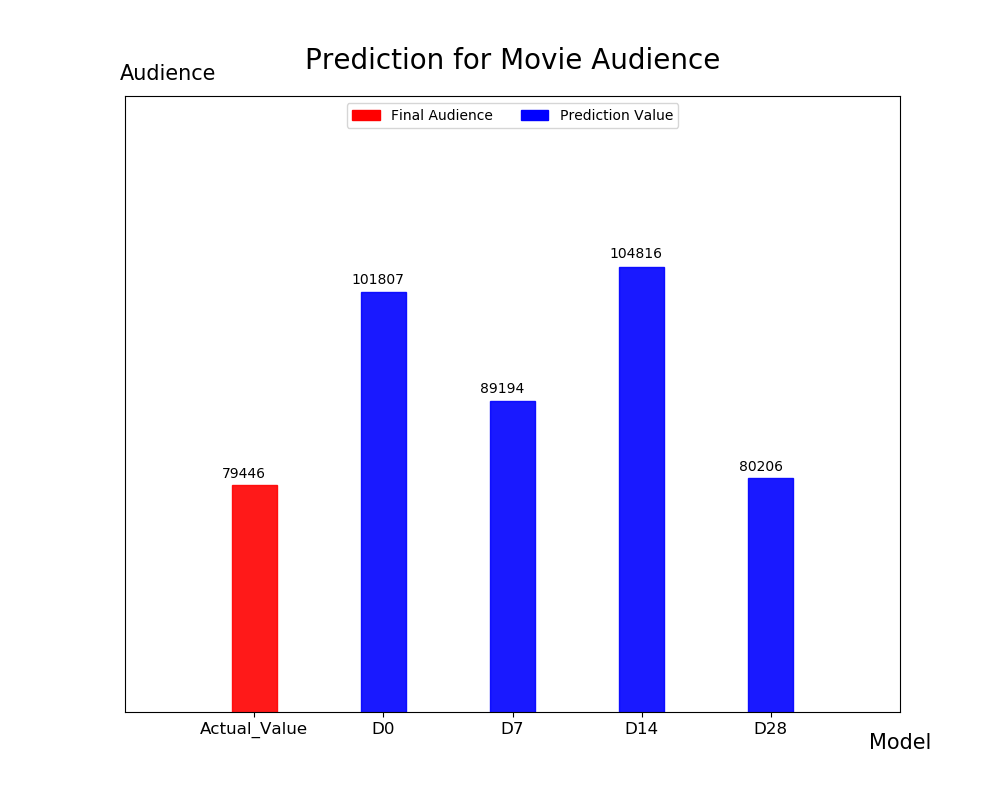 Prediction for Movie Audience
Audience
Final Audience Prediction Value
104816
101807
89194
79446
80206
Actual_Value D0 D7 D14 D28
Model